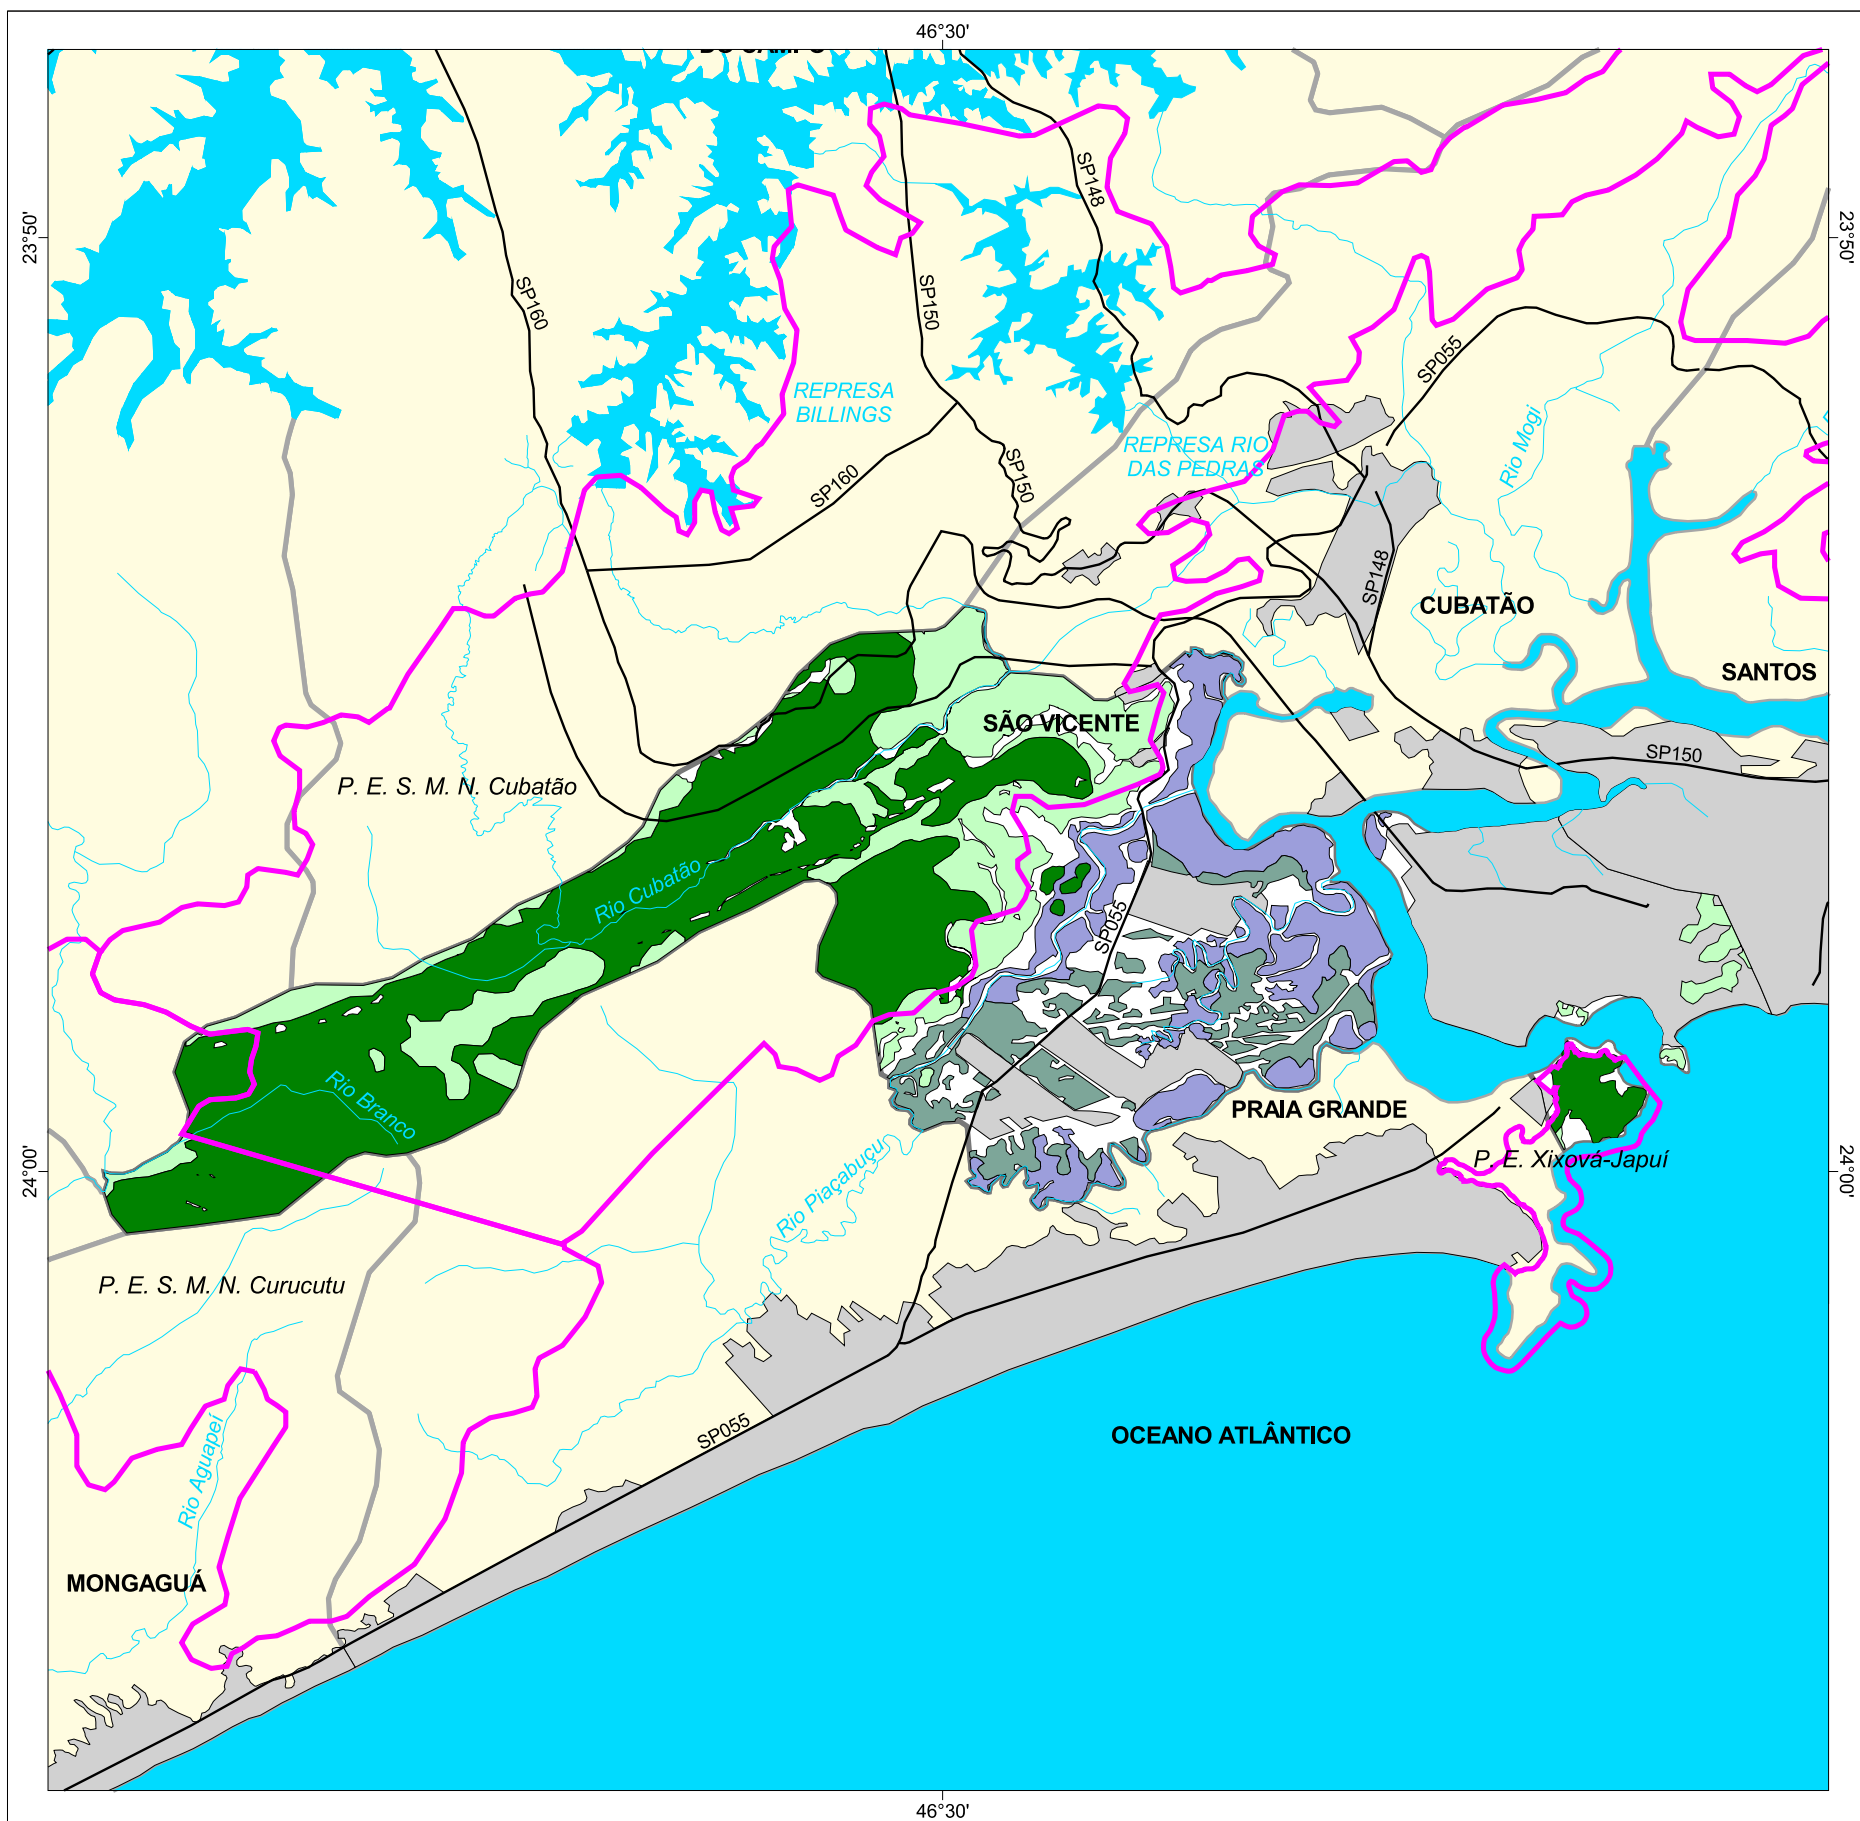 46°30'
23°50'
23°50'
SP148
SP160
SP150
SP055
REPRESA
BILLINGS
Rio Mogi
REPRESA RIO
DAS PEDRAS
SP150
SP160
SP148
CUBATÃO
SANTOS
SÃO VICENTE
SP150
P. E. S. M. N. Cubatão
Rio Cubatão
SP055
Rio Branco
PRAIA GRANDE
P. E. Xixová-Japuí
24°00'
24°00'
Rio Piaçabuçu
P. E. S. M. N. Curucutu
SP055
OCEANO ATLÂNTICO
Rio Aguapeí
MONGAGUÁ
46°30'